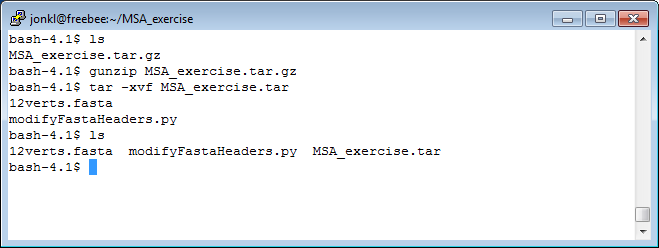 jonkl@freebee:~/MSA_exercise
bash-4.1$ ls
MSA_exercise.tar.gz
bash-4.1$ gunzip MSA_exercise.tar.gz
bash-4.1$ tar -xvf MSA_exercise.tar
12verts.fasta
modifyFastaHeaders.py
bash-4.1$ ls
12verts.fasta  modifyFastaHeaders.py  MSA_exercise.tar
bash-4.1$